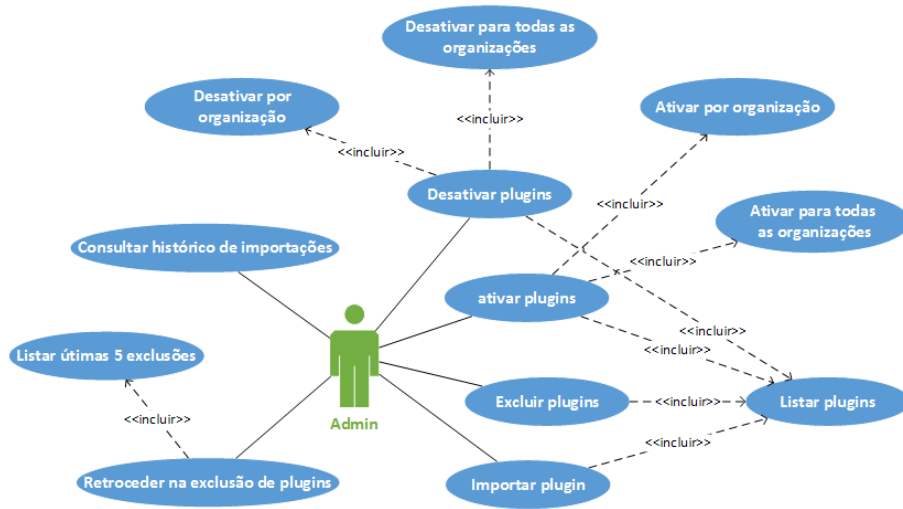 Desativar para todas as
organizações
Desativar por
organização
Ativar por organização
<<incluir>>
<<incluir>>
Desativar plugins
<<incluir>>
Ativar para todas
as organizações
Consultar histórico de importações
<<incluir>>
ativar plugins
<<incluir>>
<<incluir>>
Listar útimas 5 exclusões
Excluir plugins
<<incluir>>
Listar plugins
Admin
<<incluir>>
<<incluir>>
Retroceder na exclusão de plugins
Importar plugin